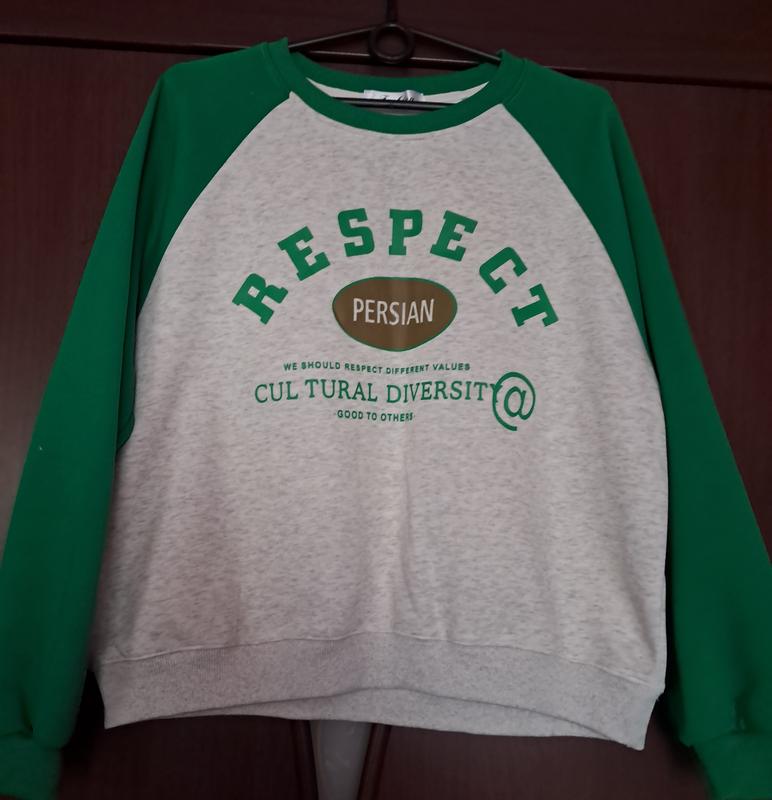 RESPECT
PERSIAN
WE SHOULD RESPECT DIFFERENT VALUES
CUL TURAL DIVERSITY@
·GOOD TO OTHERS·